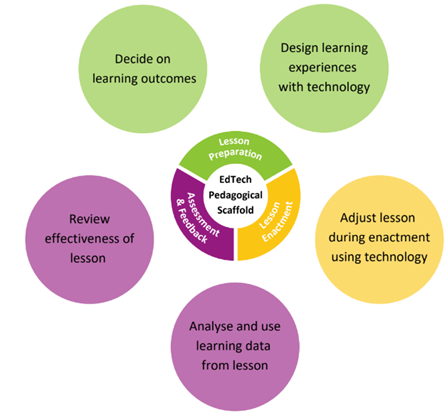 Decide on
learning outcomes
Design learning
experiences
with technology
Lesson
Preparation
EdTech
Pedagogical
Scaffold
Assessment
& Feedback
Lesson
Enactment
Review
effectiveness of
lesson
Adjust lesson
during enactment
using technology
Analyse and use
learning data
from lesson